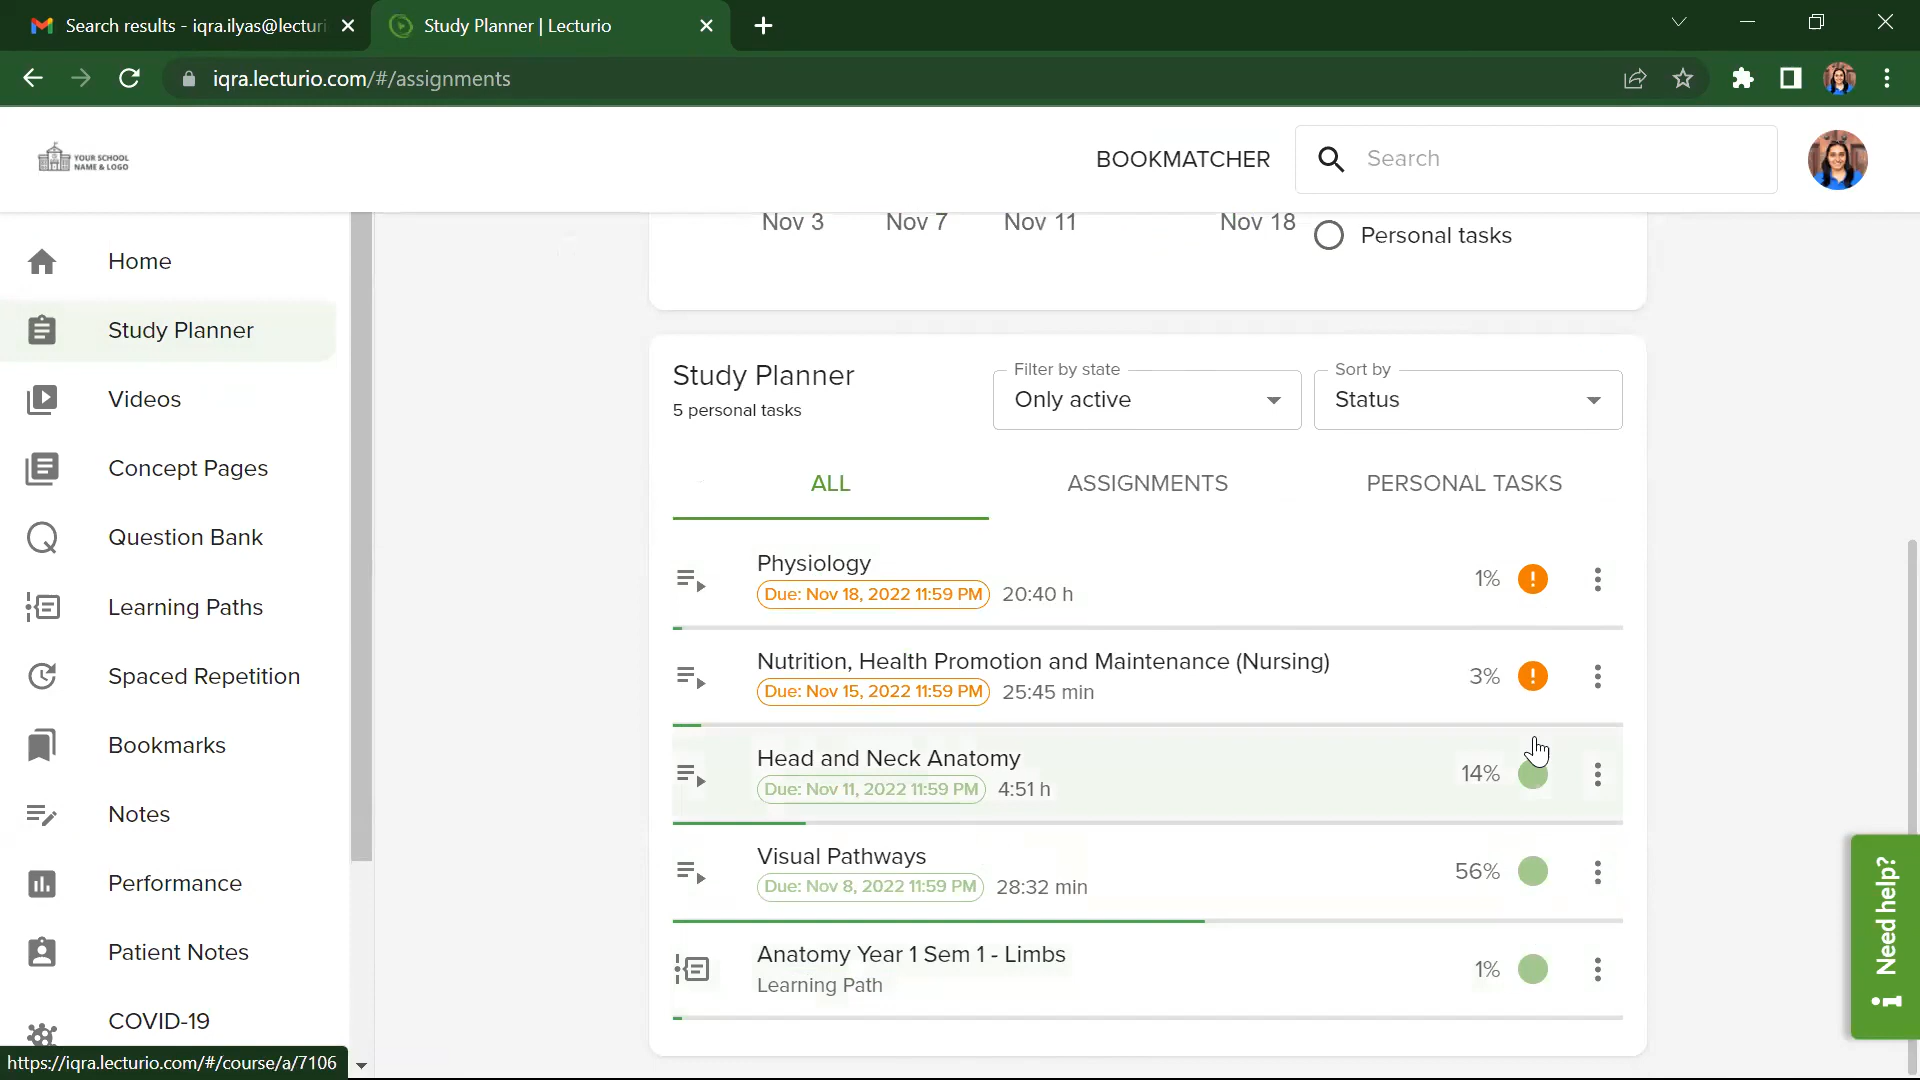 Search results - iqra.ilyas@lecturi
Study Planner | Lecturio
iqra.lecturio.com/#/assignments
YOUR SCHOOL
NAME & LOGO
BOOKMATCHER
Search
Home
Study Planner
Videos
Concept Pages
Question Bank
Learning Paths
Spaced Repetition
Bookmarks
Notes
Performance
Patient Notes
COVID-19
https://iqra.lecturio.com/#/course/a/7106
Nov 3 Nov 7 Nov 11 Nov 18
Personal tasks
Study Planner
5 personal tasks
Filter by state
Only active
Sort by
Status
ALL ASSIGNMENTS PERSONAL TASKS
Physiology
Due: Nov 18, 2022 11:59 PM 20:40 h
1%
Nutrition, Health Promotion and Maintenance (Nursing)
Due: Nov 15, 2022 11:59 PM 25:45 min
3%
Head and Neck Anatomy
Due: Nov 11, 2022 11:59 PM 4:51 h
14%
Visual Pathways
Due: Nov 8, 2022 11:59 PM 28:32 min
56%
Anatomy Year 1 Sem 1 - Limbs
Learning Path
1%
Need help?